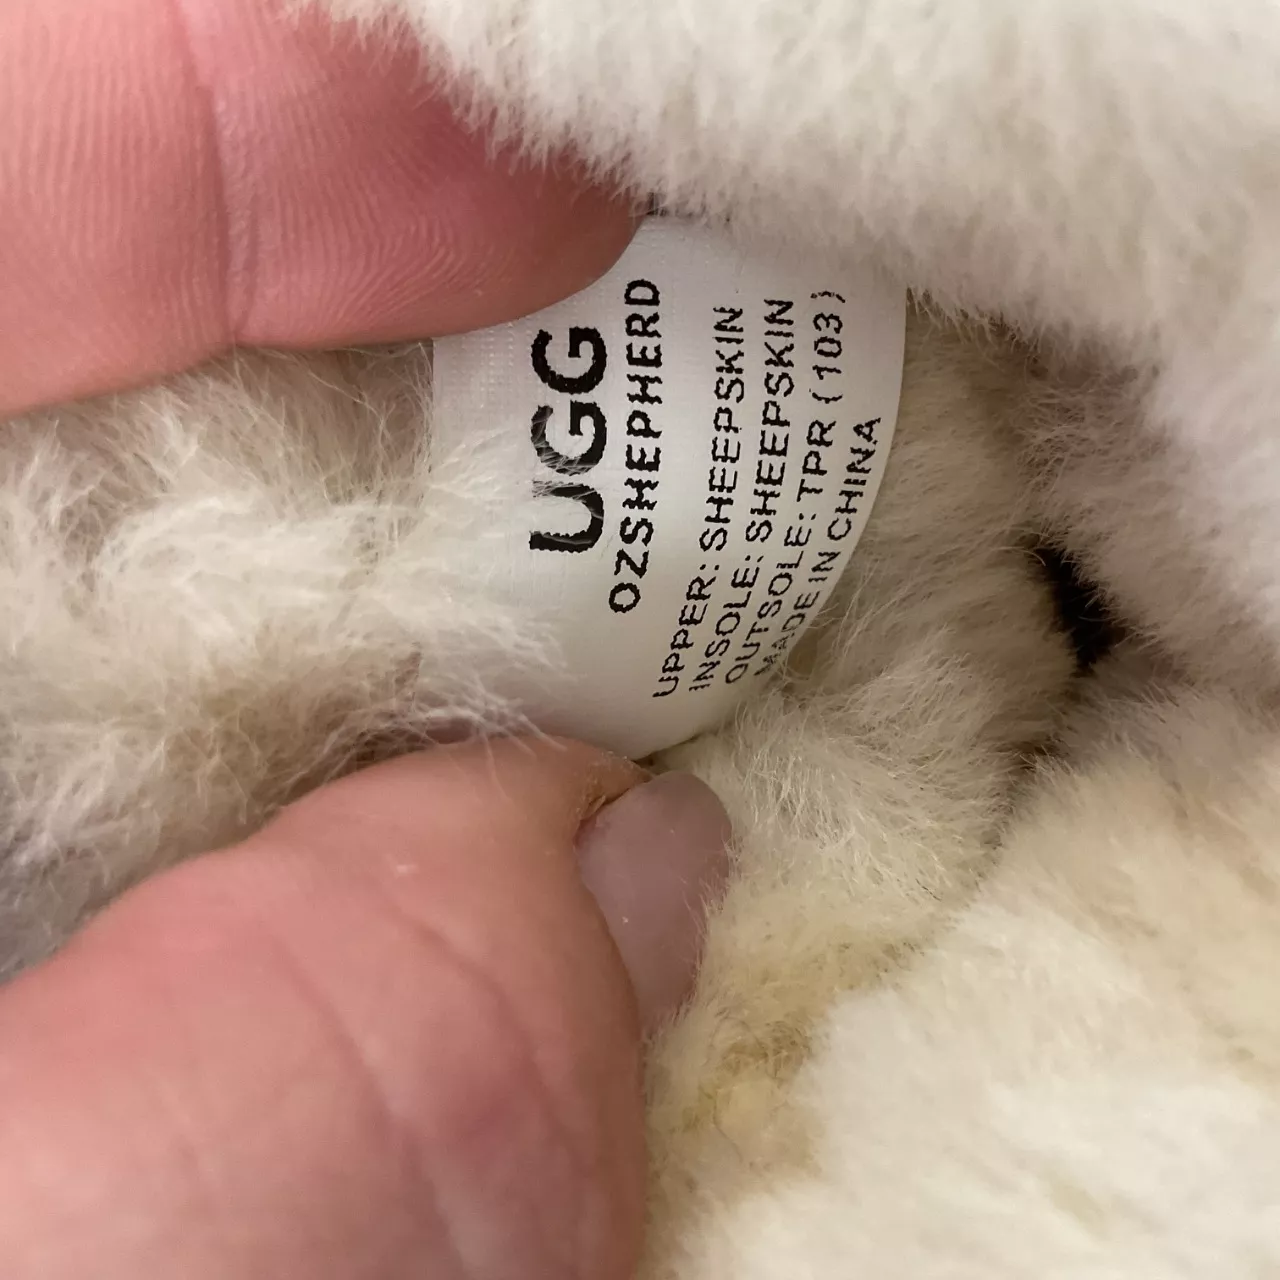 UGG
OZSHEPHERD
UPPER: SHEEPSKIN
INSOLE: SHEEPSKIN
OUTSOLE: TPR (103)
MADE IN CHINA